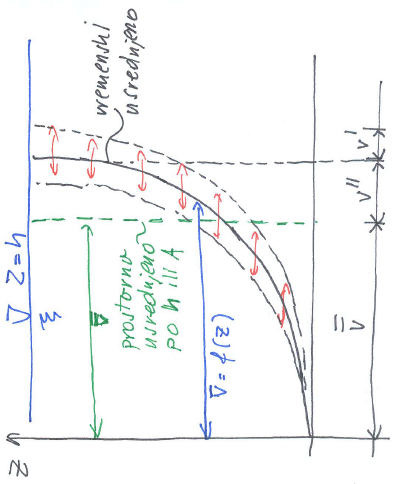 vremenski
usrednjeno
v'
v''
z=h
prostorno
usrednjeno
po h ili A
v̄=f(z)
v̿
z